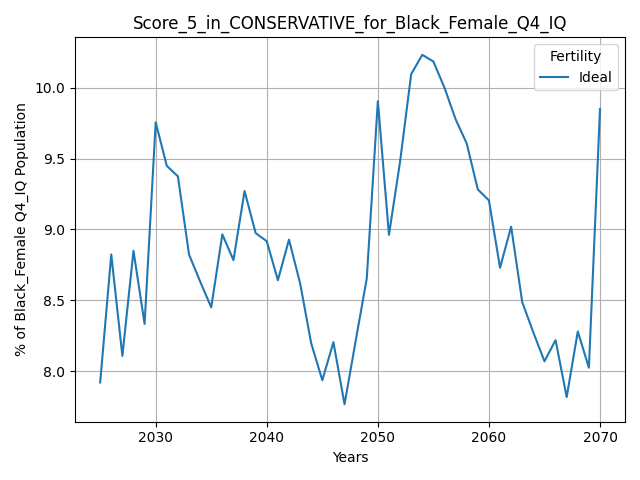 Score_5_in_CONSERVATIVE_for_Black_Female_Q4_IQ
Fertility
Ideal
% of Black_Female Q4_IQ Population
10.0
9.5
9.0
8.5
8.0
2030
2040
2050
2060
2070
Years